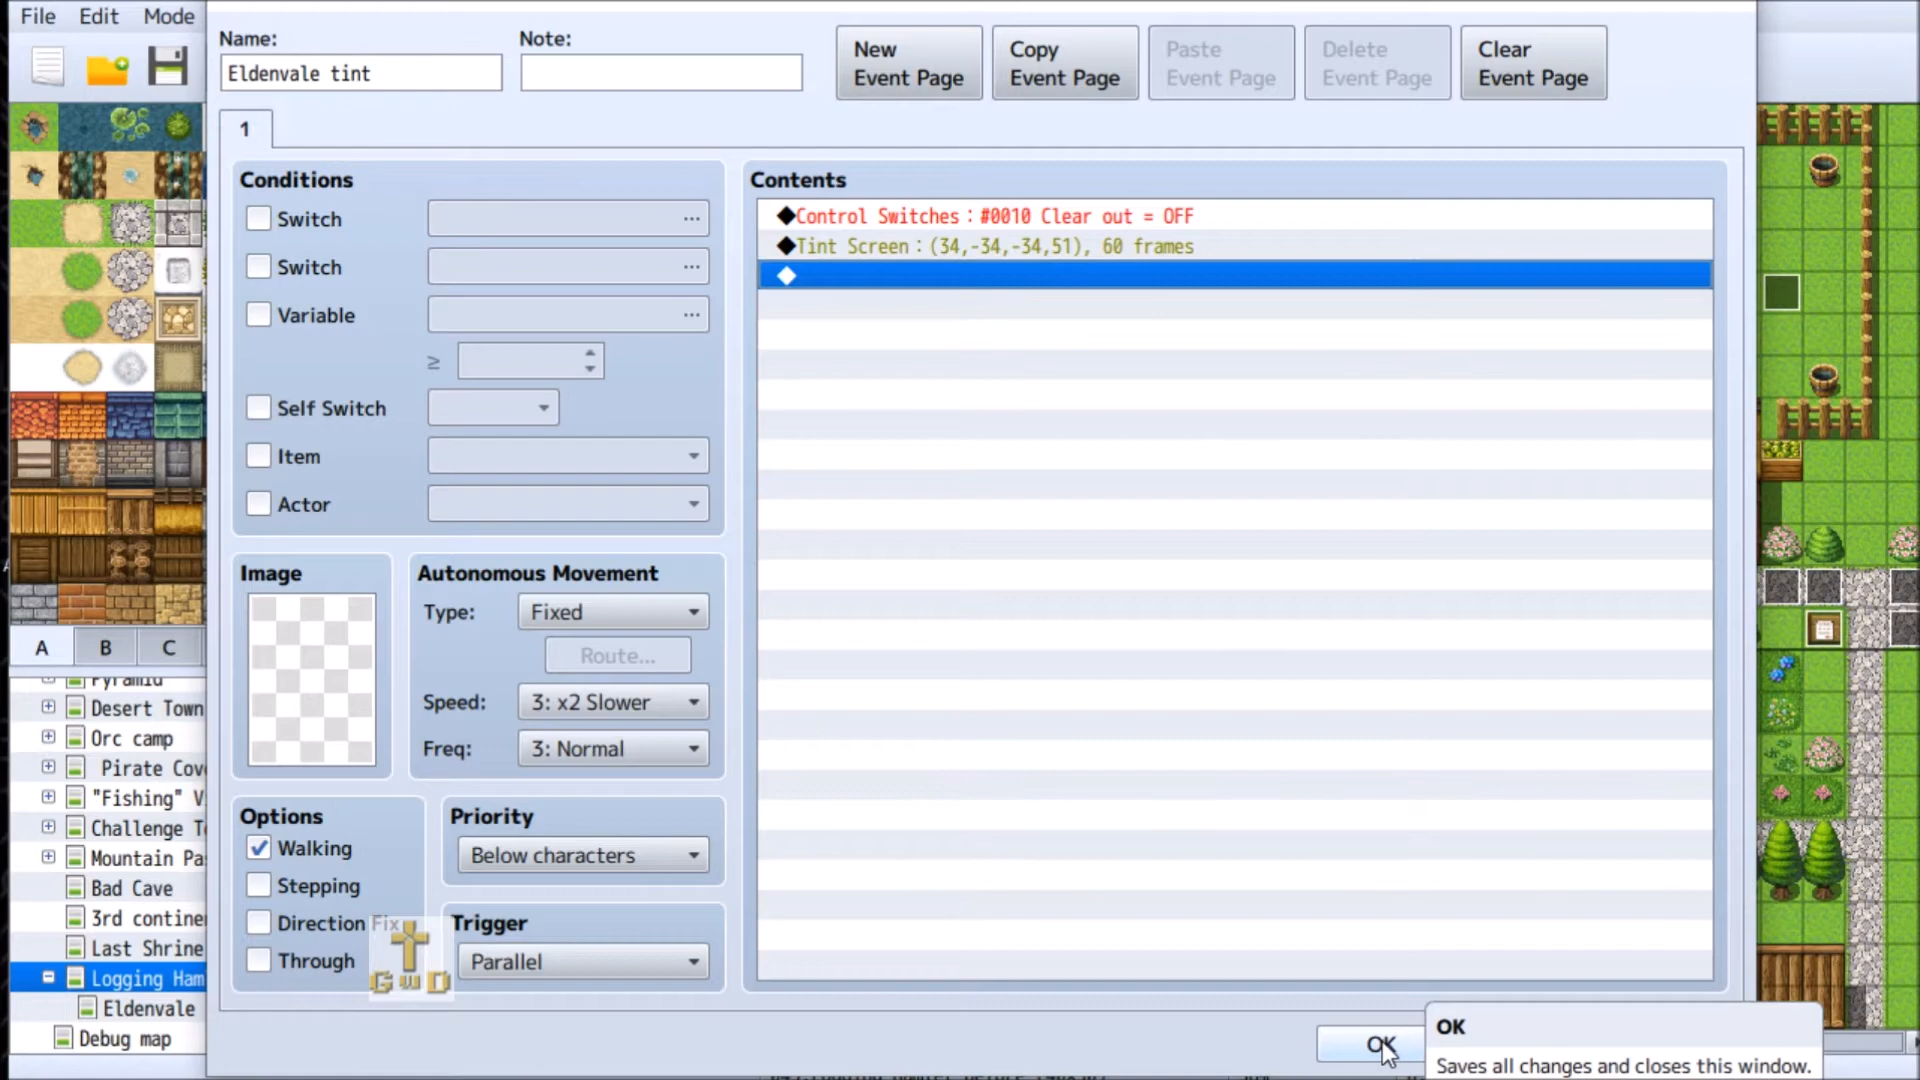 File Edit Mode
Name: Note:
Eldenvale tint
New
Event Page
Copy
Event Page
Paste
Event Page
Delete
Event Page
Clear
Event Page
1
Conditions
Switch ...
Switch ...
Variable ...
≥
Self Switch
Item
Actor
Contents
◆Control Switches：#0010 Clear out = OFF
◆Tint Screen：(34,-34,-34,51), 60 frames
◆
Image
Autonomous Movement
Type: Fixed
Route...
Speed: 3: x2 Slower
Freq: 3: Normal
Options
Walking
Stepping
Direction Fix
Through
Priority
Below characters
Trigger
Parallel
GWD
A B C
Pyramid
Desert Town
Orc camp
Pirate Cov
"Fishing" V
Challenge T
Mountain Pa
Bad Cave
3rd contine
Last Shrine
Logging Ham
Eldenvale
Debug map
OK
OK
Saves all changes and closes this window.